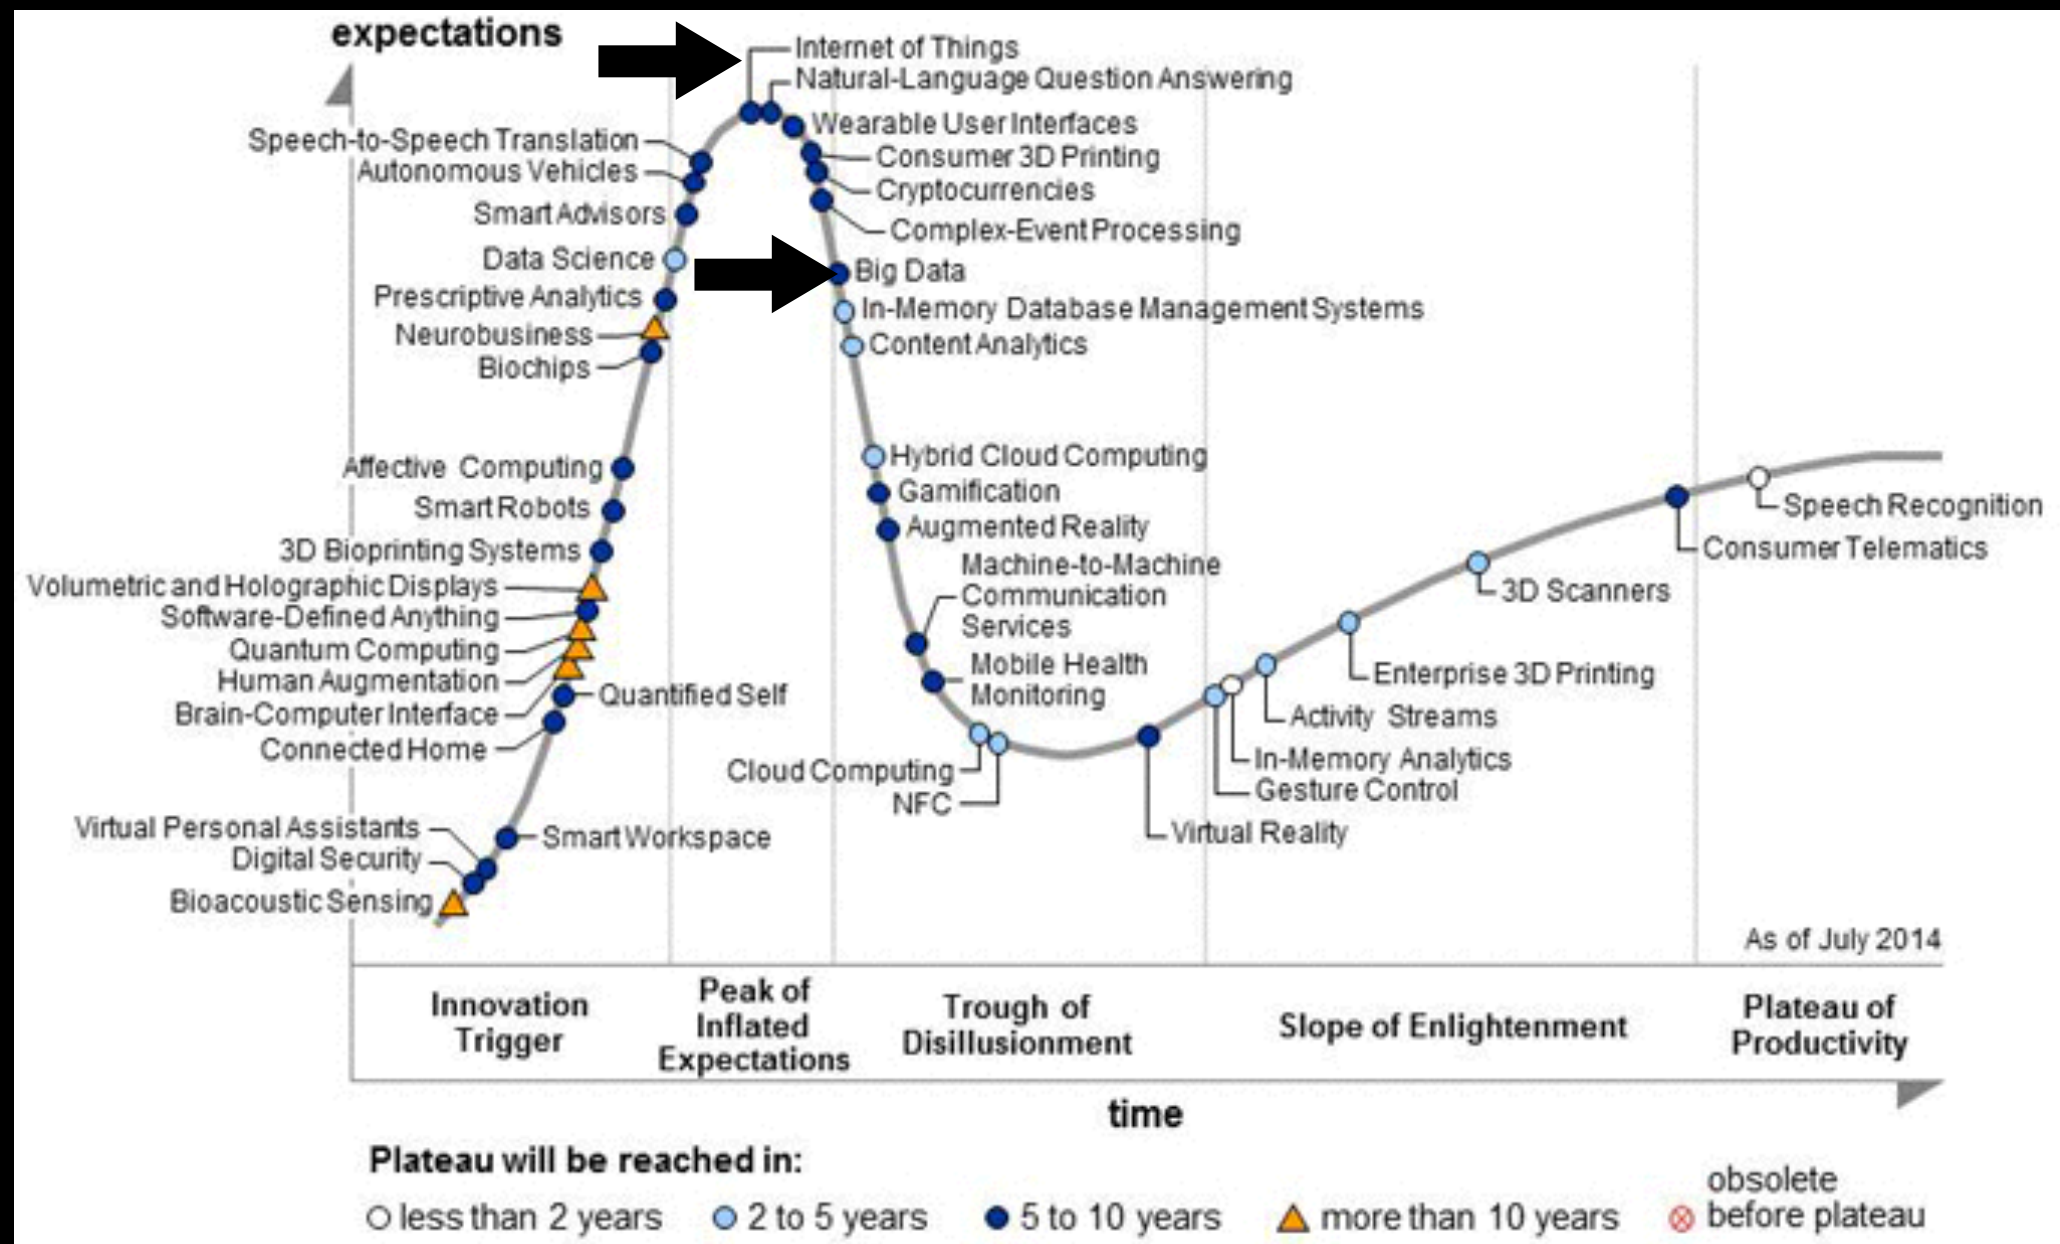 expectations
Internet of Things
Natural-Language Question Answering
Wearable User Interfaces
Speech-to-Speech Translation
Consumer 3D Printing
Autonomous Vehicles
Cryptocurrencies
Smart Advisors
Complex-Event Processing
Data Science
Big Data
Prescriptive Analytics
In-Memory Database Management Systems
Neurobusiness
Content Analytics
Biochips
Hybrid Cloud Computing
Affective Computing
Gamification
Smart Robots
Speech Recognition
Augmented Reality
3D Bioprinting Systems
Consumer Telematics
Machine-to-Machine
Communication
Services
Volumetric and Holographic Displays
3D Scanners
Software-Defined Anything
Quantum Computing
Mobile Health
Monitoring
Enterprise 3D Printing
Human Augmentation
Quantified Self
Brain-Computer Interface
Activity Streams
Connected Home
In-Memory Analytics
Cloud Computing
Gesture Control
NFC
Virtual Reality
Virtual Personal Assistants
Smart Workspace
Digital Security
Bioacoustic Sensing
As of July 2014
Innovation
Trigger
Peak of
Inflated
Expectations
Trough of
Disillusionment
Slope of Enlightenment
Plateau of
Productivity
time
Plateau will be reached in:
less than 2 years
2 to 5 years
5 to 10 years
more than 10 years
obsolete
before plateau